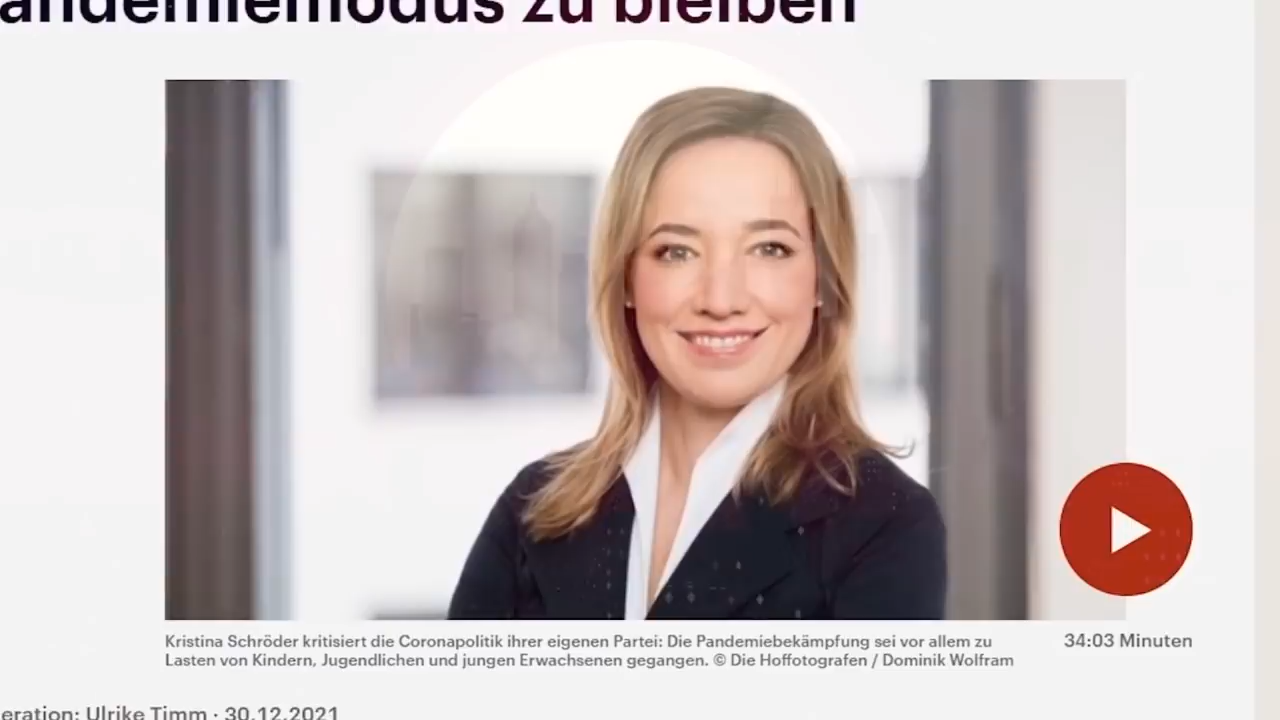 andemiemodus zu bleiben
Kristina Schröder kritisiert die Coronapolitik ihrer eigenen Partei: Die Pandemiebekämpfung sei vor allem zu
Lasten von Kindern, Jugendlichen und jungen Erwachsenen gegangen. © Die Hoffotografen / Dominik Wolfram
34:03 Minuten
eration: Ulrike Timm · 30.12.2021